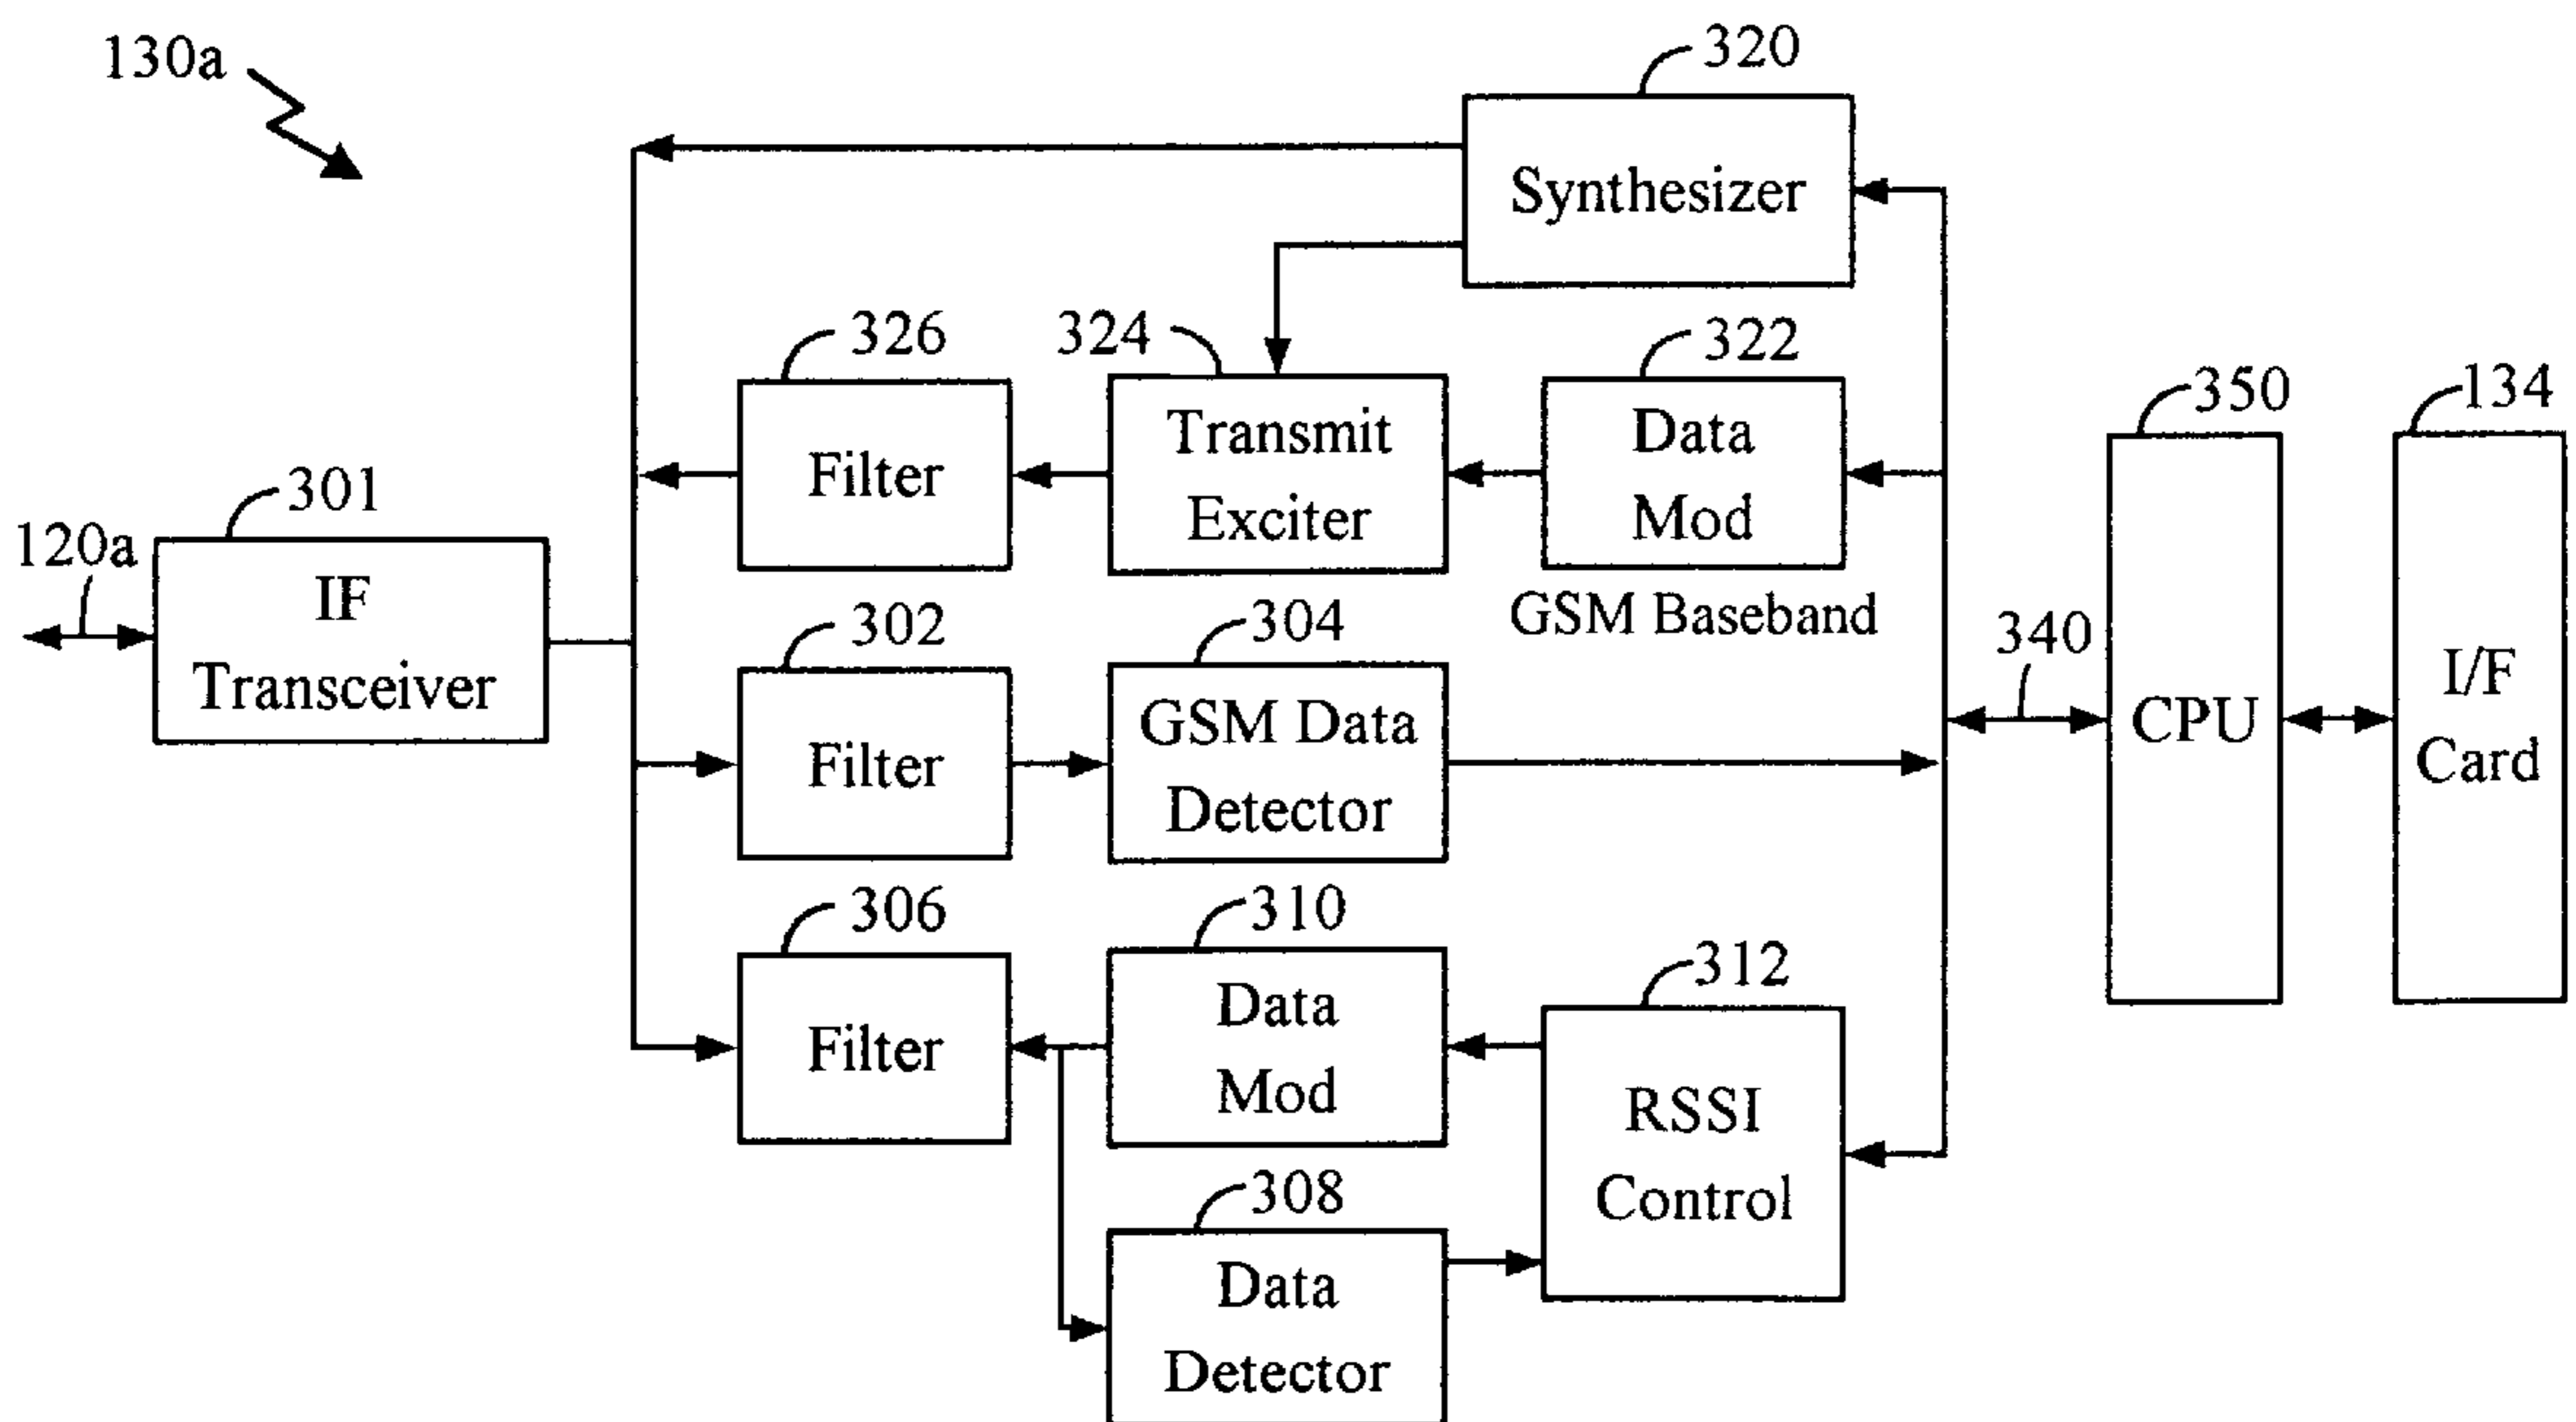 130a
320
Synthesizer
326
Filter
324
Transmit
Exciter
322
Data
Mod
GSM Baseband
350
CPU
134
I/F
Card
301
120a
IF
Transceiver
302
Filter
304
GSM Data
Detector
340
306
Filter
310
Data
Mod
312
RSSI
Control
308
Data
Detector